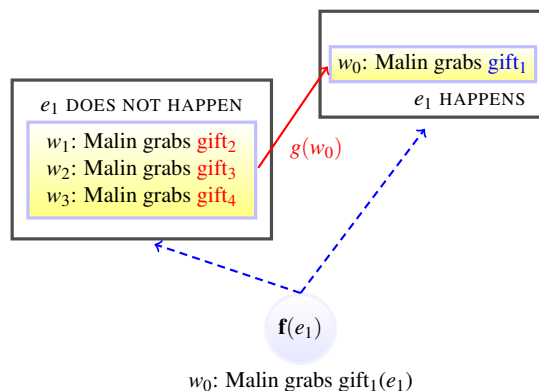 w₀: Malin grabs gift₁
e₁ HAPPENS
e₁ DOES NOT HAPPEN
w₁: Malin grabs gift₂
w₂: Malin grabs gift₃
w₃: Malin grabs gift₄
g(w₀)
f(e₁)
w₀: Malin grabs gift₁(e₁)